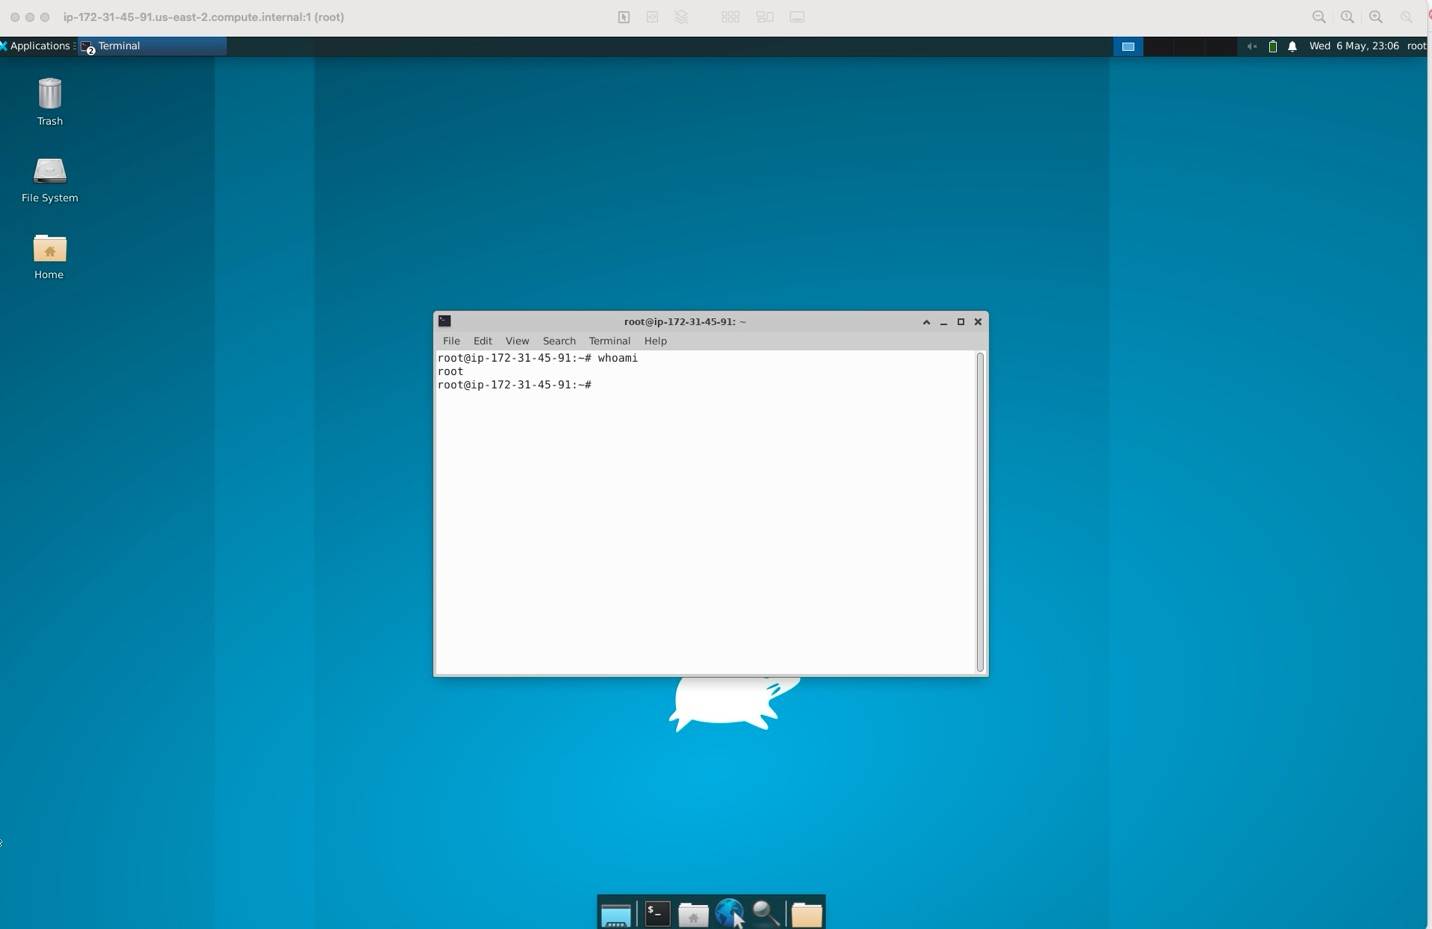 ip-172-31-45-91.us-east-2.compute.internal:1 (root)
Applications
2
Terminal
Wed 6 May, 23:06
root
Trash
File System
Home
root@ip-172-31-45-91: ~
File Edit View Search Terminal Help
root@ip-172-31-45-91:~# whoami
root
root@ip-172-31-45-91:~#
$_